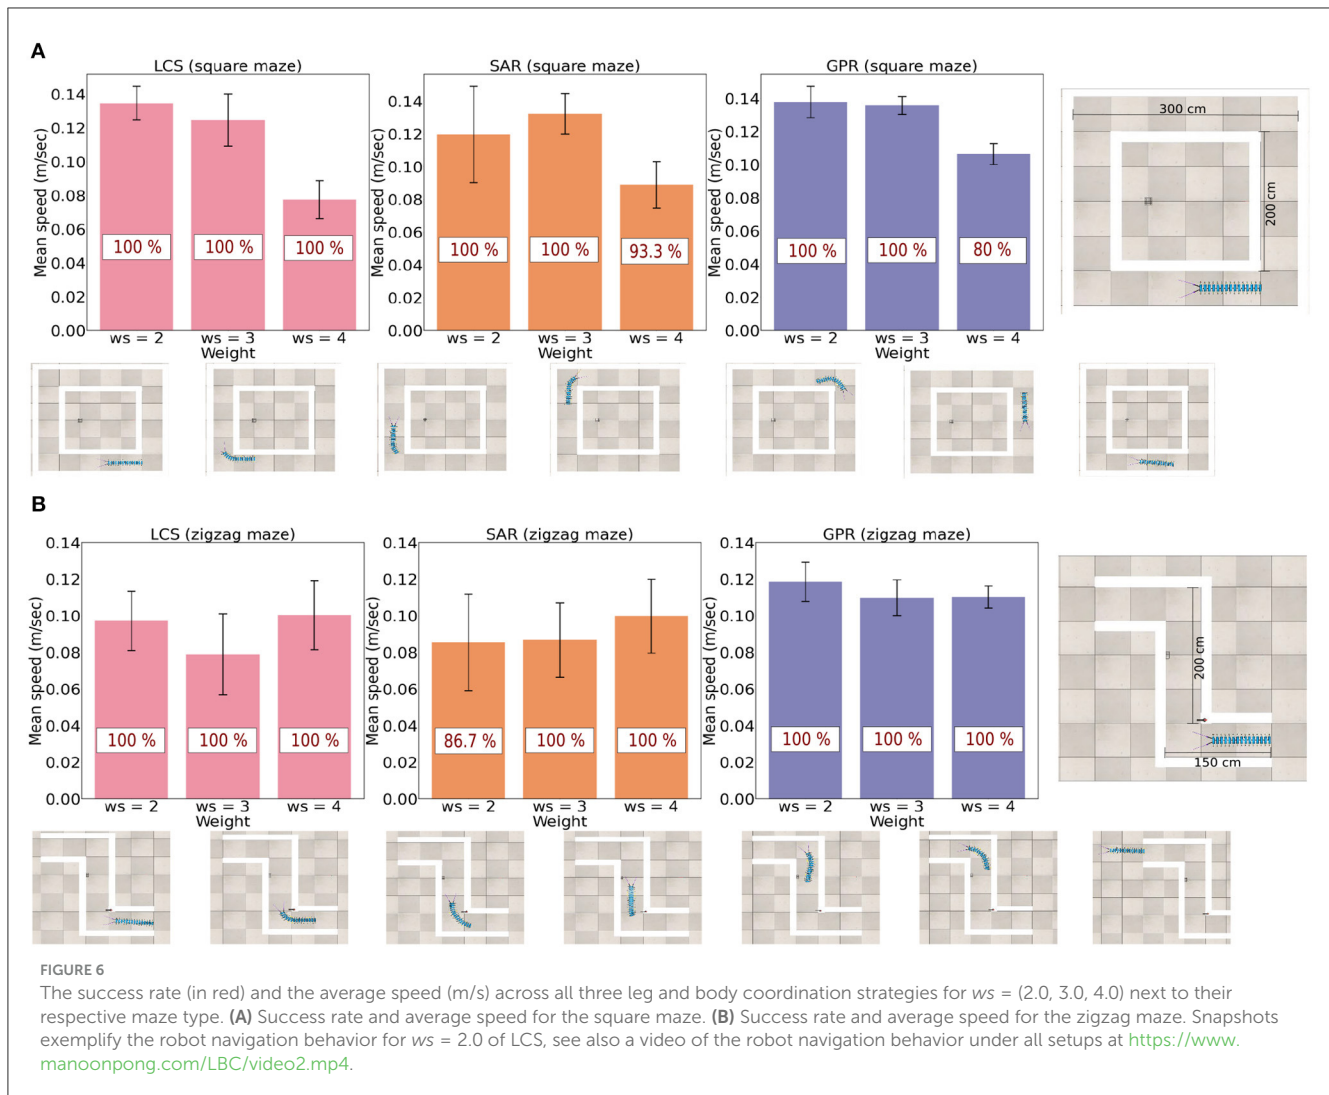 A
LCS (square maze)
SAR (square maze)
GPR (square maze)
Mean speed (m/sec)
0.14
0.12
0.10
0.08
0.06
0.04
0.02
0.00
100 %
100 %
100 %
ws = 2
ws = 3
ws = 4
Weight
Mean speed (m/sec)
0.14
0.12
0.10
0.08
0.06
0.04
0.02
0.00
100 %
100 %
93.3 %
ws = 2
ws = 3
ws = 4
Weight
Mean speed (m/sec)
0.14
0.12
0.10
0.08
0.06
0.04
0.02
0.00
100 %
100 %
80 %
ws = 2
ws = 3
ws = 4
Weight
300 cm
200 cm
B
LCS (zigzag maze)
SAR (zigzag maze)
GPR (zigzag maze)
Mean speed (m/sec)
0.14
0.12
0.10
0.08
0.06
0.04
0.02
0.00
100 %
100 %
100 %
ws = 2
ws = 3
ws = 4
Weight
Mean speed (m/sec)
0.14
0.12
0.10
0.08
0.06
0.04
0.02
0.00
86.7 %
100 %
100 %
ws = 2
ws = 3
ws = 4
Weight
Mean speed (m/sec)
0.14
0.12
0.10
0.08
0.06
0.04
0.02
0.00
100 %
100 %
100 %
ws = 2
ws = 3
ws = 4
Weight
200 cm
150 cm
FIGURE 6
The success rate (in red) and the average speed (m/s) across all three leg and body coordination strategies for ws = (2.0, 3.0, 4.0) next to their
respective maze type. (A) Success rate and average speed for the square maze. (B) Success rate and average speed for the zigzag maze. Snapshots
exemplify the robot navigation behavior for ws = 2.0 of LCS, see also a video of the robot navigation behavior under all setups at https://www.
manoonpong.com/LBC/video2.mp4.